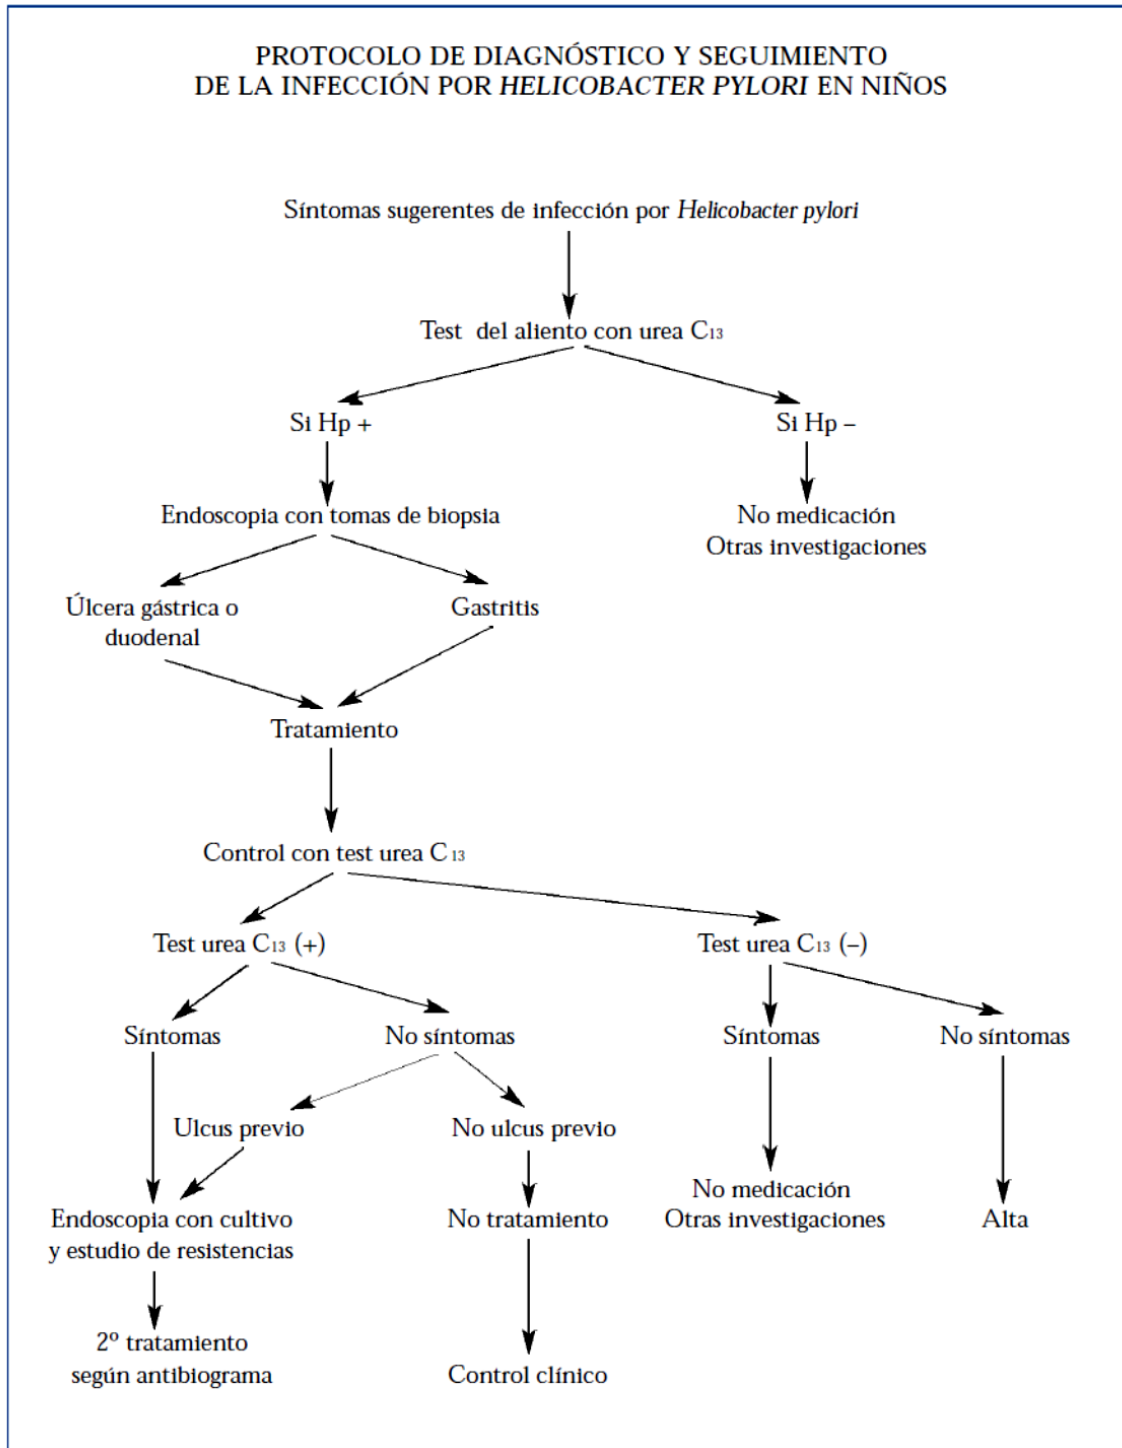 PROTOCOLO DE DIAGNÓSTICO Y SEGUIMIENTO
DE LA INFECCIÓN POR HELICOBACTER PYLORI EN NIÑOS
Síntomas sugerentes de infección por Helicobacter pylori
Test del aliento con urea C13
Si Hp +
Si Hp –
Endoscopia con tomas de biopsia
No medicación
Otras investigaciones
Úlcera gástrica o
duodenal
Gastritis
Tratamiento
Control con test urea C 13
Test urea C13 (+)
Test urea C13 (–)
Síntomas
No síntomas
Síntomas
No síntomas
Ulcus previo
No ulcus previo
Endoscopia con cultivo
y estudio de resistencias
No tratamiento
No medicación
Otras investigaciones
Alta
2º tratamiento
según antibiograma
Control clínico